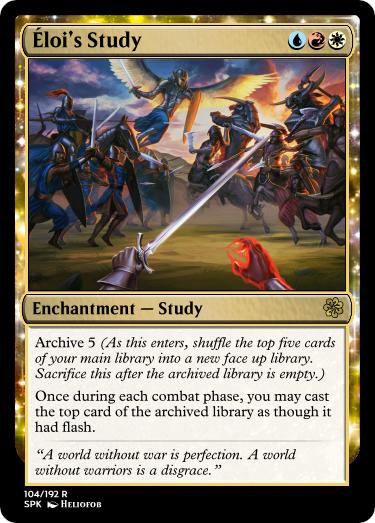 Éloi's Study
Enchantment — Study
Archive 5 (As this enters, shuffle the top five cards
of your main library into a new face up library.
Sacrifice this after the archived library is empty.)
Once during each combat phase, you may cast
the top card of the archived library as though it
had flash.
“A world without war is perfection. A world
without warriors is a disgrace.”
104/192 R
SPK Heliofob